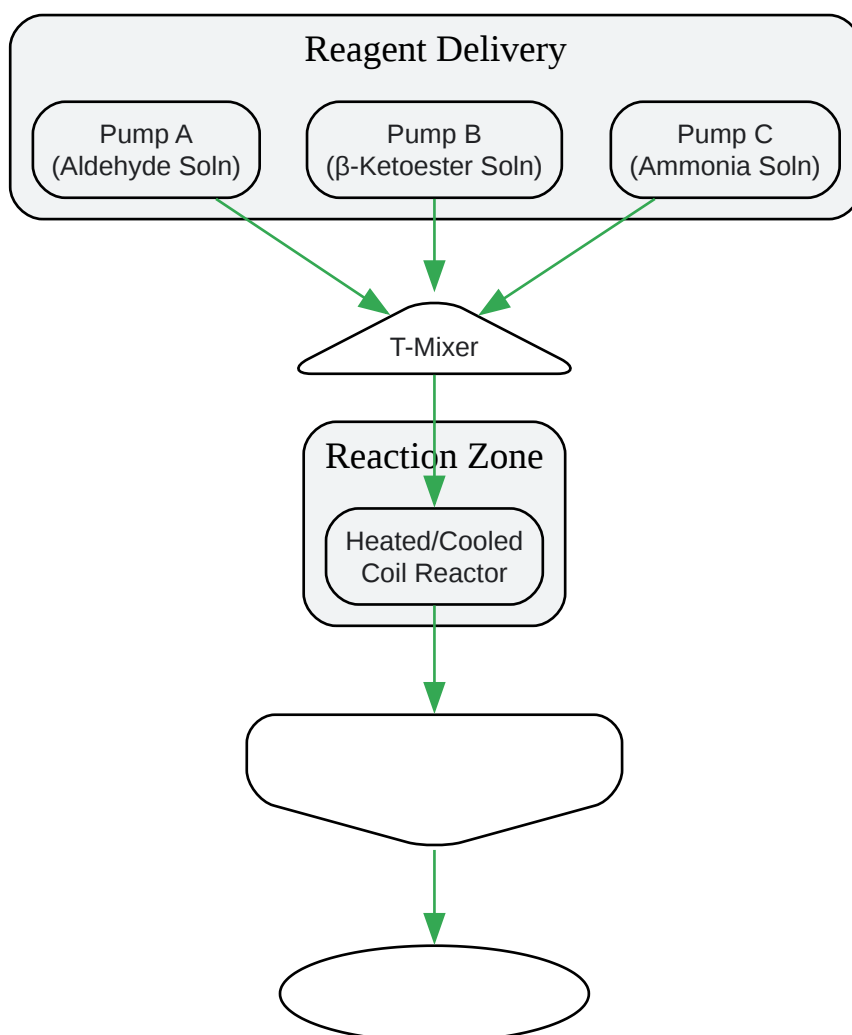 Reagent Delivery
Pump A
(Aldehyde Soln)
Pump B
(β-Ketoester Soln)
Pump C
(Ammonia Soln)
T-Mixer
Reaction Zone
Heated/Cooled
Coil Reactor